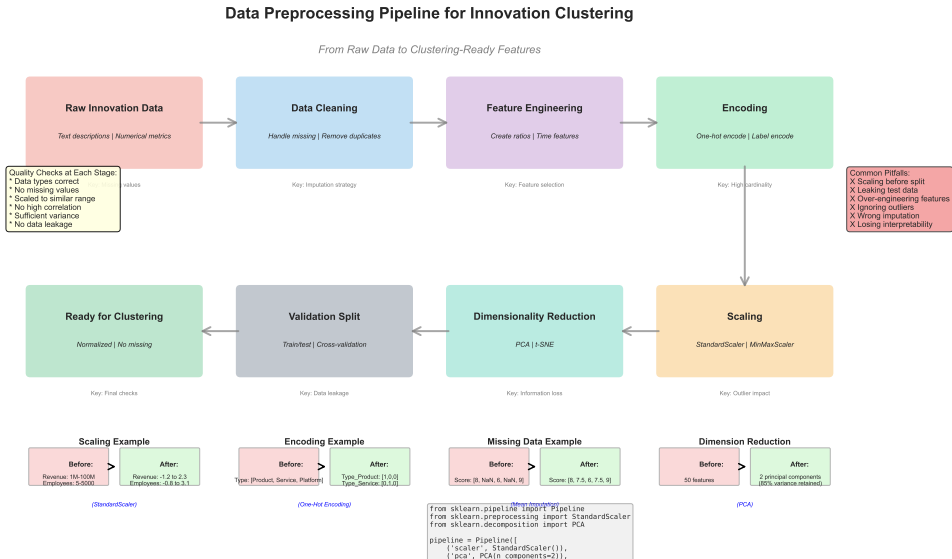 Data Preprocessing Pipeline for Innovation Clustering
From Raw Data to Clustering-Ready Features
Raw Innovation Data
Text descriptions | Numerical metrics
values
Data Cleaning
Handle missing | Remove duplicates
Key: Imputation strategy
Feature Engineering
Create ratios | Time features
Key: Feature selection
Encoding
One-hot encode | Label encode
Key: High cardinality
Quality Checks at Each Stage:
* Data types correct
* No missing values
* Scaled to similar range
* No high correlation
* Sufficient variance
* No data leakage
Common Pitfalls:
X Scaling before split
X Leaking test data
X Over-engineering features
X Ignoring outliers
X Wrong imputation
X Losing interpretability
Ready for Clustering
Normalized | No missing
Key: Final checks
Validation Split
Train/test | Cross-validation
Key: Data leakage
Dimensionality Reduction
PCA | t-SNE
Key: Information loss
Scaling
StandardScaler | MinMaxScaler
Key: Outlier impact
Scaling Example
Before:
Revenue: 1M-100M
Employees: 5-5000
>
After:
Revenue: -1.2 to 2.3
Employees: -0.8 to 3.1
(StandardScaler)
Encoding Example
Before:
Type: [Product, Service, Platform]
>
After:
Type_Product: [1,0,0]
Type_Service: [0,1,0]
(One-Hot Encoding)
Missing Data Example
Before:
Score: [8, NaN, 6, NaN, 9]
>
After:
Score: [8, 7.5, 6, 7.5, 9]
(Mean Imputation)
Dimension Reduction
Before:
50 features
>
After:
2 principal components
(85% variance retained)
(PCA)
from sklearn.pipeline import Pipeline
from sklearn.preprocessing import StandardScaler
from sklearn.decomposition import PCA
pipeline = Pipeline([
('scaler', StandardScaler()),
('pca', PCA(n_components=2)),